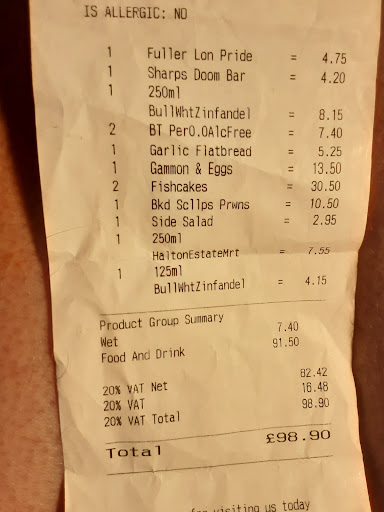 IS ALLERGIC: NO
1 Fuller Lon Pride = 4.75
1 Sharps Doom Bar = 4.20
1 250ml
BullWhtZinfandel = 8.15
2 BT Per0.0AlcFree = 7.40
1 Garlic Flatbread = 5.25
1 Gammon & Eggs = 13.50
2 Fishcakes = 30.50
1 Bkd Scllps Prwns = 10.50
1 Side Salad = 2.95
1 250ml
HaltonEstateMrt = 7.55
1 125ml
BullWhtZinfandel = 4.15
Product Group Summary
Wet 7.40
Food And Drink 91.50
20% VAT Net 82.42
20% VAT 16.48
20% VAT Total 98.90
Total £98.90
for visiting us today